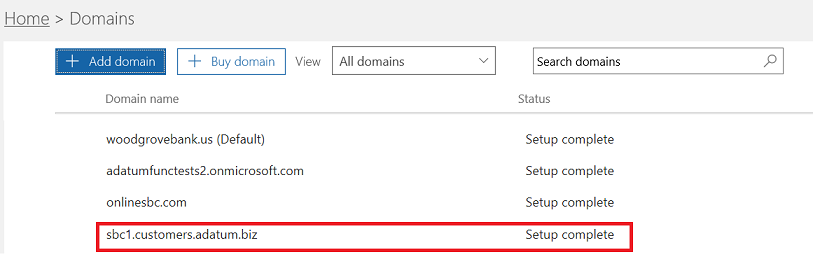 Home > Domains
+ Add domain + Buy domain View All domains Search domains
Domain name Status
woodgrovebank.us (Default) Setup complete
adatumfunctests2.onmicrosoft.com Setup complete
onlinesbc.com Setup complete
sbc1.customers.adatum.biz Setup complete